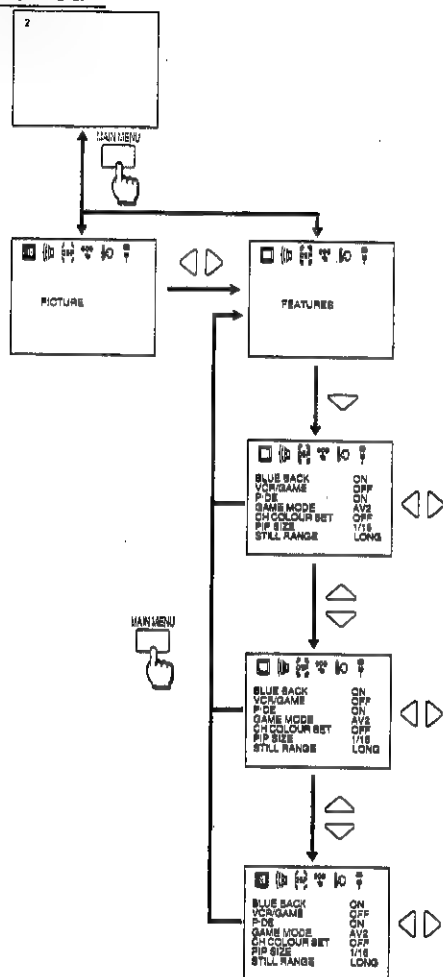 2
MAIN MENU
PICTURE
FEATURES
BLUE BACK ON
VCR/GAME OFF
P-DE ON
GAME MODE AV2
CH COLOUR SET OFF
PIP SIZE 1/16
STILL RANGE LONG
MAIN MENU
BLUE BACK ON
VCR/GAME OFF
P-DE ON
GAME MODE AV2
CH COLOUR SET OFF
PIP SIZE 1/16
STILL RANGE LONG
BLUE BACK ON
VCR/GAME OFF
P-DE ON
GAME MODE AV2
CH COLOUR SET OFF
PIP SIZE 1/16
STILL RANGE LONG